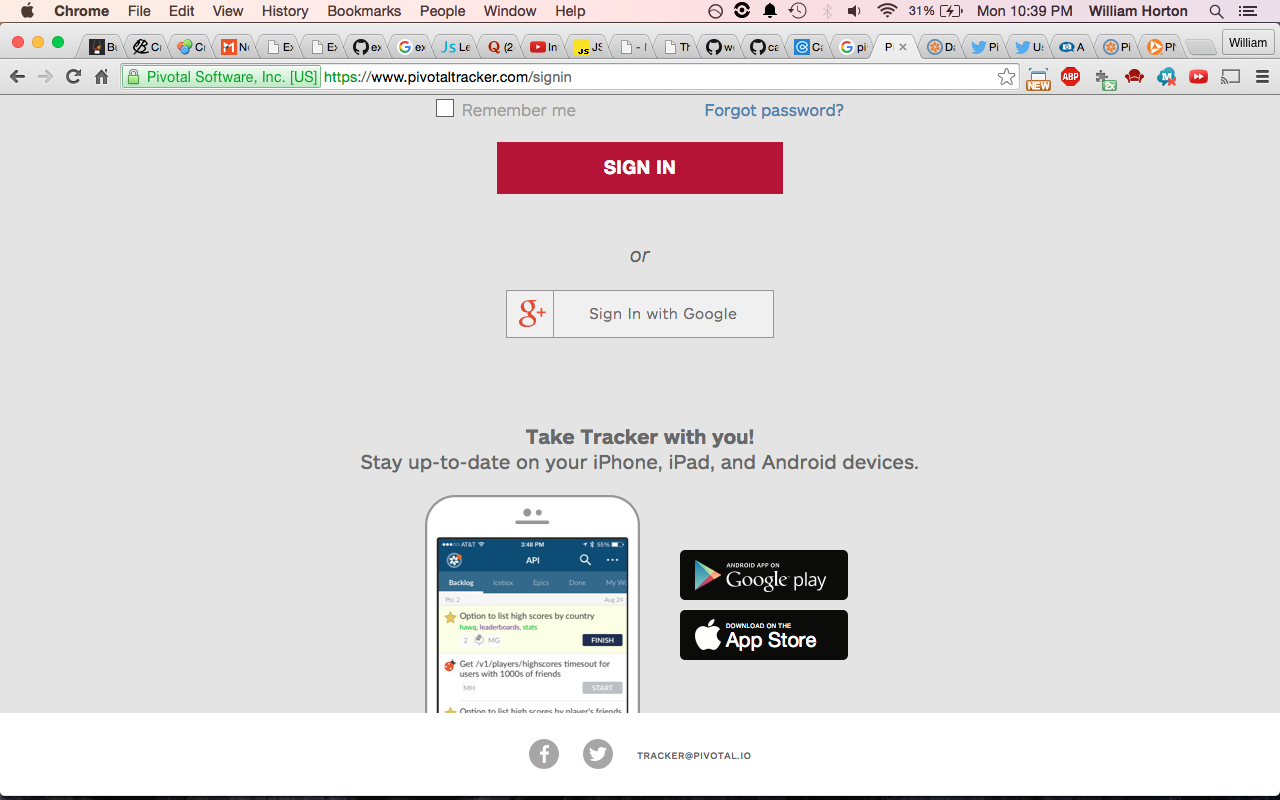 Chrome File Edit View History Bookmarks People Window Help 31% Mon 10:39 PM William Horton
Bu Cr Cr Ne Ex Ex ex ex Le Q (2 In JS - I Th we ca Ca pi Pi Da Pi Us A Pi Ph William
Pivotal Software, Inc. [US] https://www.pivotaltracker.com/signin NEW ABP 2x
Remember me Forgot password?
SIGN IN
or
g+ Sign In with Google
Take Tracker with you!
Stay up-to-date on your iPhone, iPad, and Android devices.
AT&T 3:48 PM 55%
API
Backlog Icebox Epics Done My Wo
Aug 24
Option to list high scores by country
hawq, leaderboards, stats
2 MG FINISH
Get /v1/players/highscores timesout for
users with 1000s of friends
MH START
Option to list high scores by player's friends
ANDROID APP ON
Google play
DOWNLOAD ON THE
App Store
TRACKER@PIVOTAL.IO